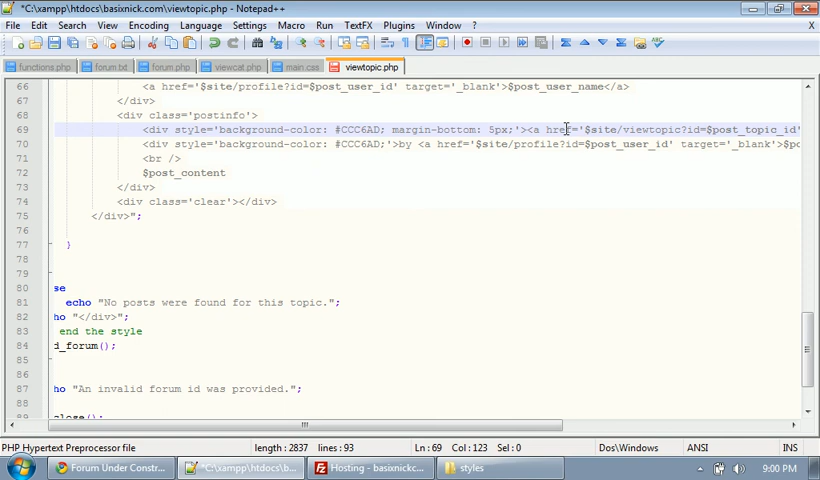 *C:\xampp\htdocs\basixnick.com\viewtopic.php - Notepad++
File Edit Search View Encoding Language Settings Macro Run TextFX Plugins Window ? X
functions.php forum.txt forum.php viewcat.php main.css viewtopic.php
66 <a href='$site/profile?id=$post_user_id' target='_blank'>$post_user_name</a>
67 </div>
68 <div class='postinfo'>
69 <div style='background-color: #CCC6AD; margin-bottom: 5px;'><a href='$site/viewtopic?id=$post_topic_id'
70 <div style='background-color: #CCC6AD;'>by <a href='$site/profile?id=$post_user_id' target='_blank'>$po
71 <br />
72 $post_content
73 </div>
74 <div class='clear'></div>
75 </div>";
76
77 }
78
79
80 se
81 echo "No posts were found for this topic.";
82 ho "</div>";
83 end the style
84 d_forum();
85
86
87 ho "An invalid forum id was provided.";
88
89 close();
PHP Hypertext Preprocessor file length : 2837 lines : 93 Ln : 69 Col : 123 Sel : 0 Dos\Windows ANSI INS
Forum Under Constr... *C:\xampp\htdocs\b... Hosting - basixnickc... styles 9:00 PM